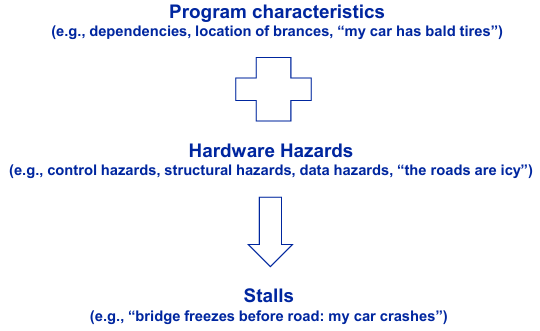 Program characteristics
(e.g., dependencies, location of brances, “my car has bald tires”)
Hardware Hazards
(e.g., control hazards, structural hazards, data hazards, “the roads are icy”)
Stalls
(e.g., “bridge freezes before road: my car crashes”)